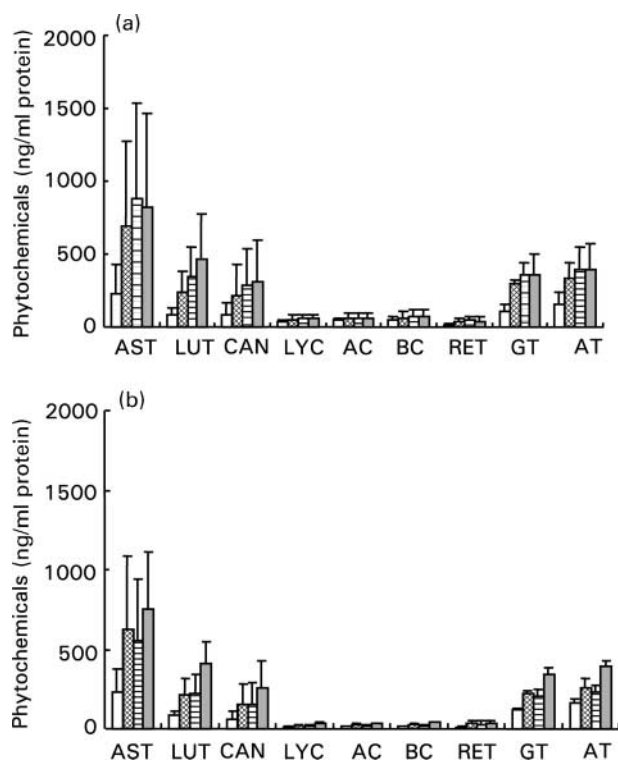 (a)
2000
1500
1000
500
0
Phytochemicals (ng/ml protein)
AST LUT CAN LYC AC BC RET GT AT
(b)
2000
1500
1000
500
0
Phytochemicals (ng/ml protein)
AST LUT CAN LYC AC BC RET GT AT